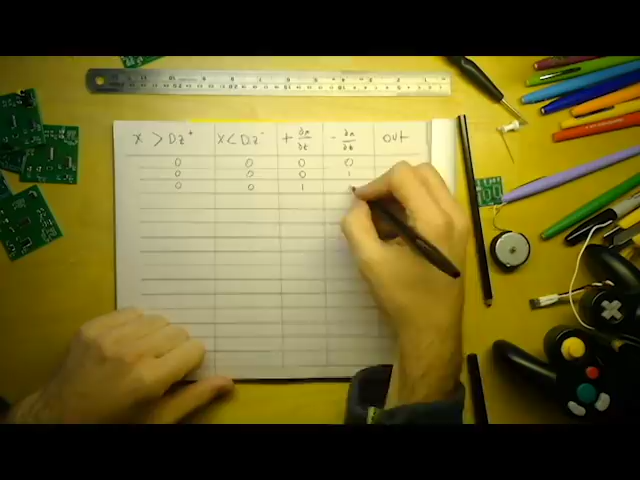 x > Dz⁺ x < Dz⁻ + ∂x/∂t - ∂x/∂t out
0 0 0 0
0 0 0 1
0 0 1